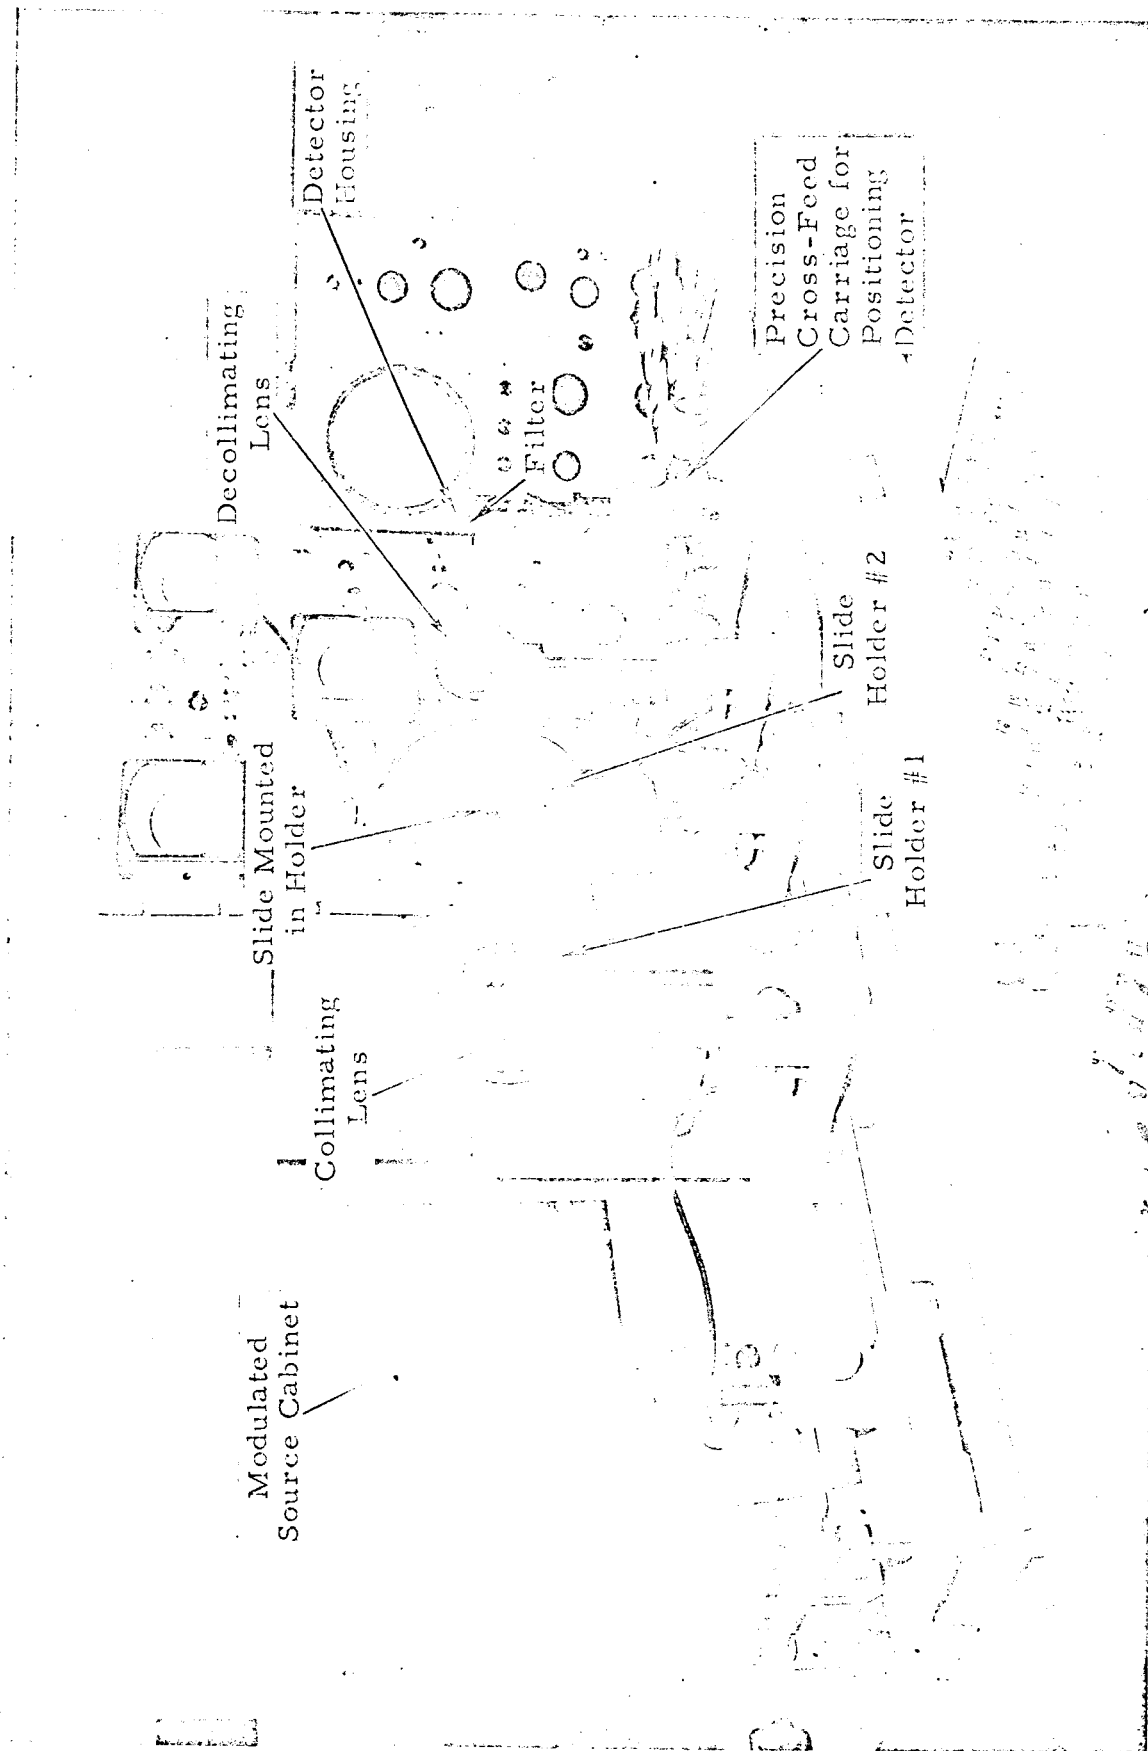 Modulated
Source Cabinet
Collimating
Lens
Slide Mounted
in Holder
Decollimating
Lens
Detector
Housing
Filter
Precision
Cross-Feed
Carriage for
Positioning
Detector
Slide
Holder #2
Slide
Holder #1